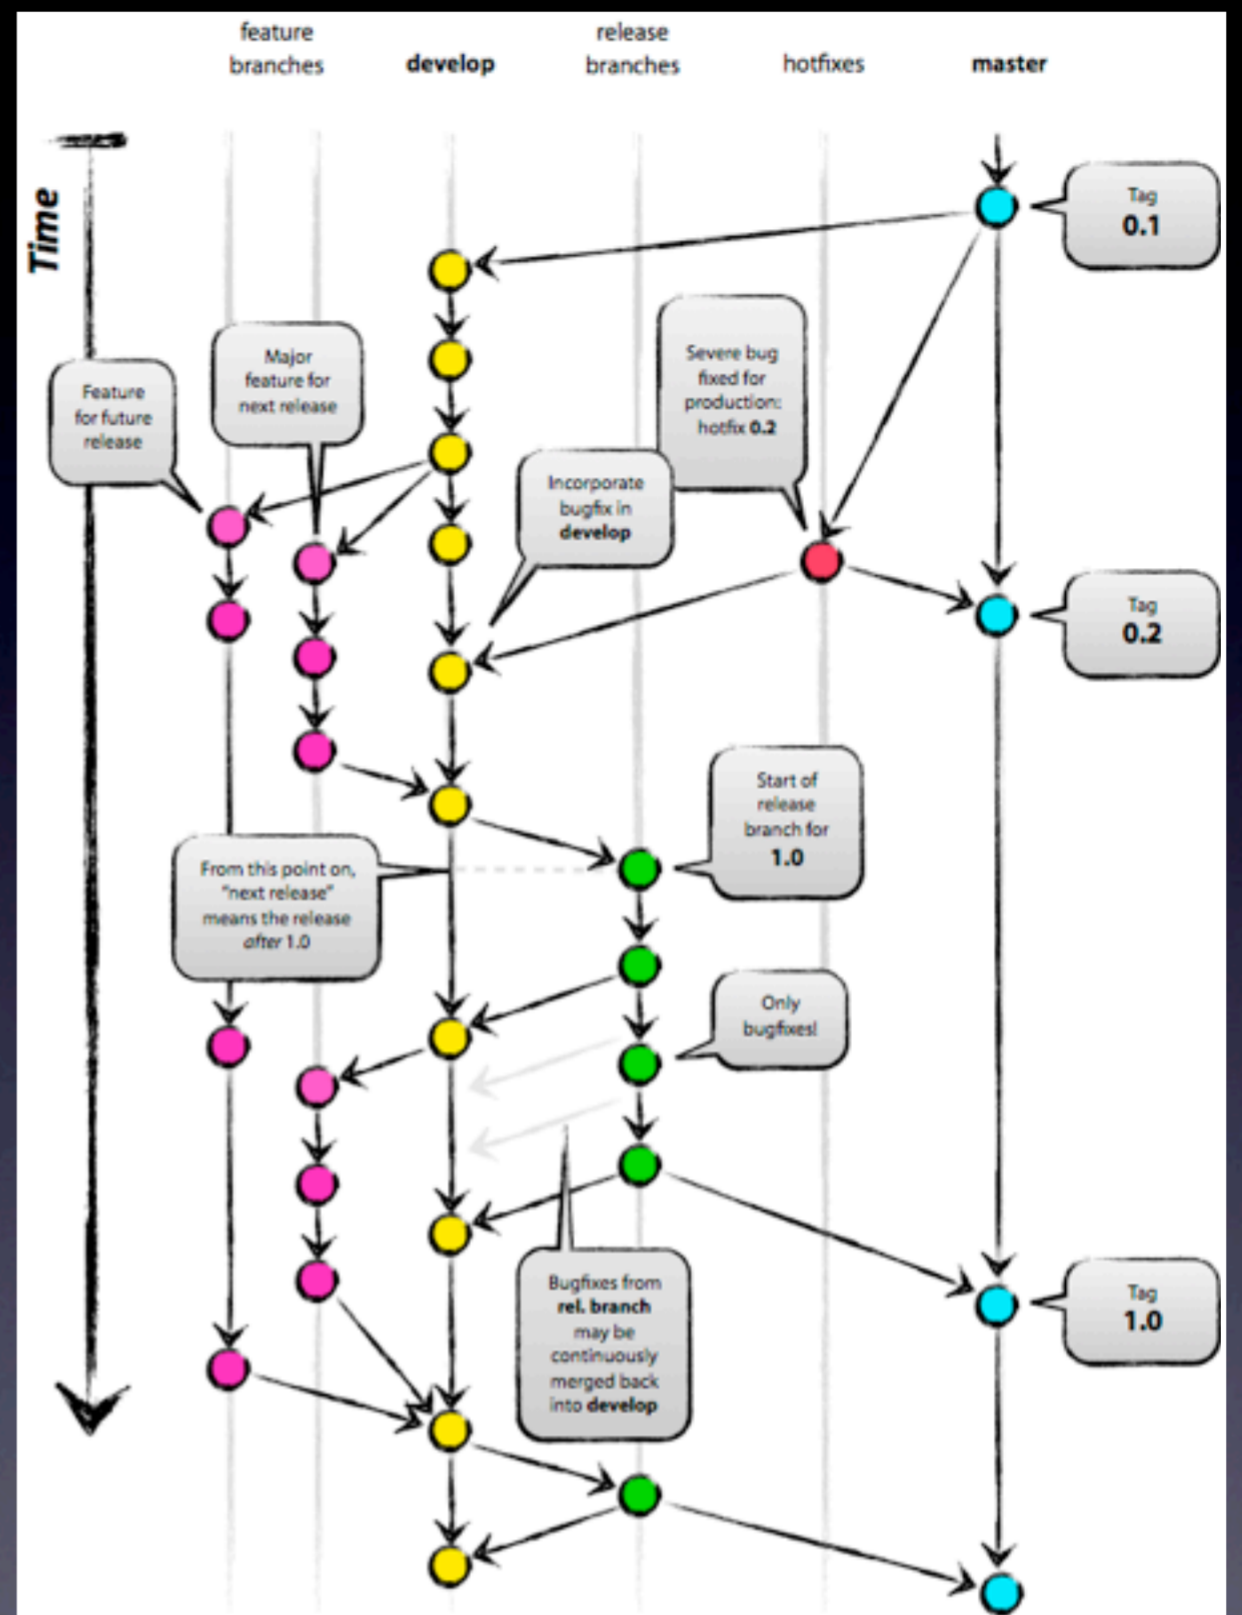 feature
branches
develop
release
branches
hotfixes
master
Time
Tag
0.1
Major
feature for
next release
Severe bug
fixed for
production:
hotfix 0.2
Feature
for future
release
Incorporate
bugfix in
develop
Tag
0.2
Start of
release
branch for
1.0
From this point on,
“next release”
means the release
after 1.0
Only
bugfixes!
Bugfixes from
rel. branch
may be
continuously
merged back
into develop
Tag
1.0